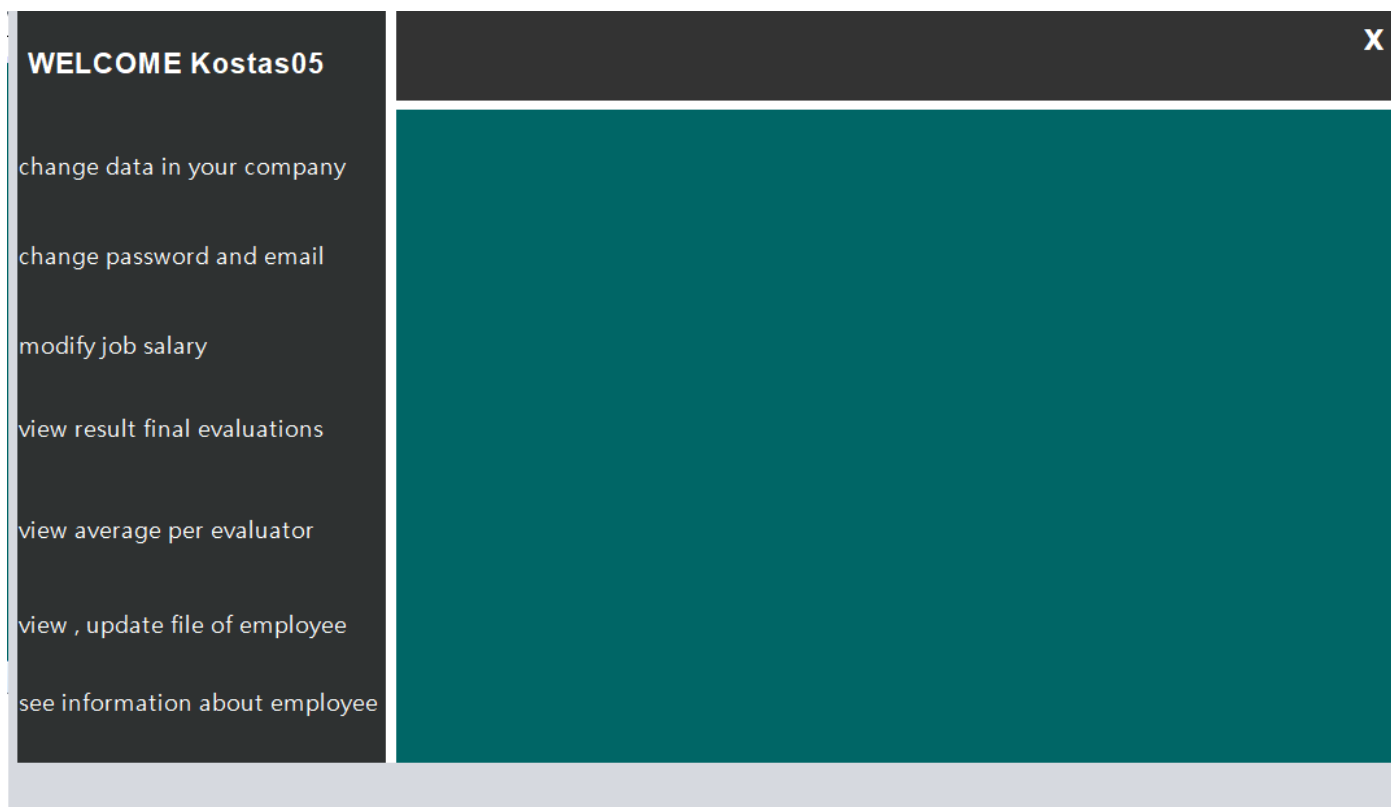 WELCOME Kostas05
X
change data in your company
change password and email
modify job salary
view result final evaluations
view average per evaluator
view , update file of employee
see information about employee